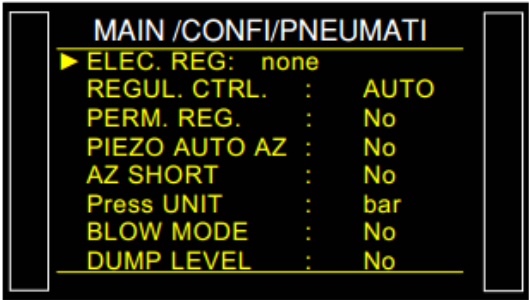 MAIN /CONFI/PNEUMATI
► ELEC. REG: none
REGUL. CTRL. : AUTO
PERM. REG. : No
PIEZO AUTO AZ : No
AZ SHORT : No
Press UNIT : bar
BLOW MODE : No
DUMP LEVEL : No